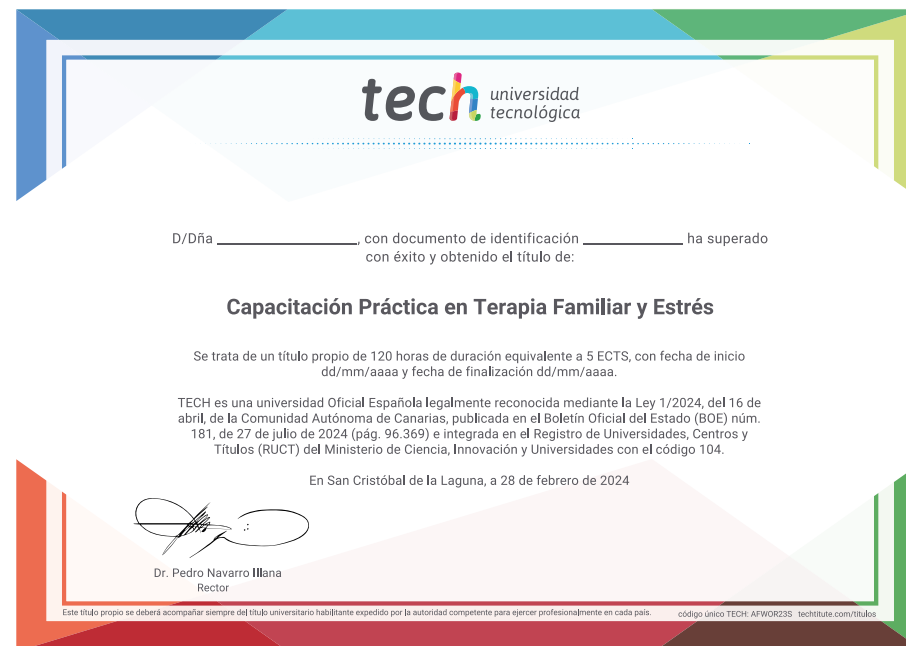 tech universidad
tecnológica
D/Dña ________________, con documento de identificación ____________ ha superado
con éxito y obtenido el título de:
Capacitación Práctica en Terapia Familiar y Estrés
Se trata de un título propio de 120 horas de duración equivalente a 5 ECTS, con fecha de inicio
dd/mm/aaaa y fecha de finalización dd/mm/aaaa.
TECH es una universidad Oficial Española legalmente reconocida mediante la Ley 1/2024, del 16 de
abril, de la Comunidad Autónoma de Canarias, publicada en el Boletín Oficial del Estado (BOE) núm.
181, de 27 de julio de 2024 (pág. 96.369) e integrada en el Registro de Universidades, Centros y
Títulos (RUCT) del Ministerio de Ciencia, Innovación y Universidades con el código 104.
En San Cristóbal de la Laguna, a 28 de febrero de 2024
Dr. Pedro Navarro Illana
Rector
Este título propio se deberá acompañar siempre del título universitario habilitante expedido por la autoridad competente para ejercer profesionalmente en cada país. código único TECH: AFWOR23S techtitute.com/titulos